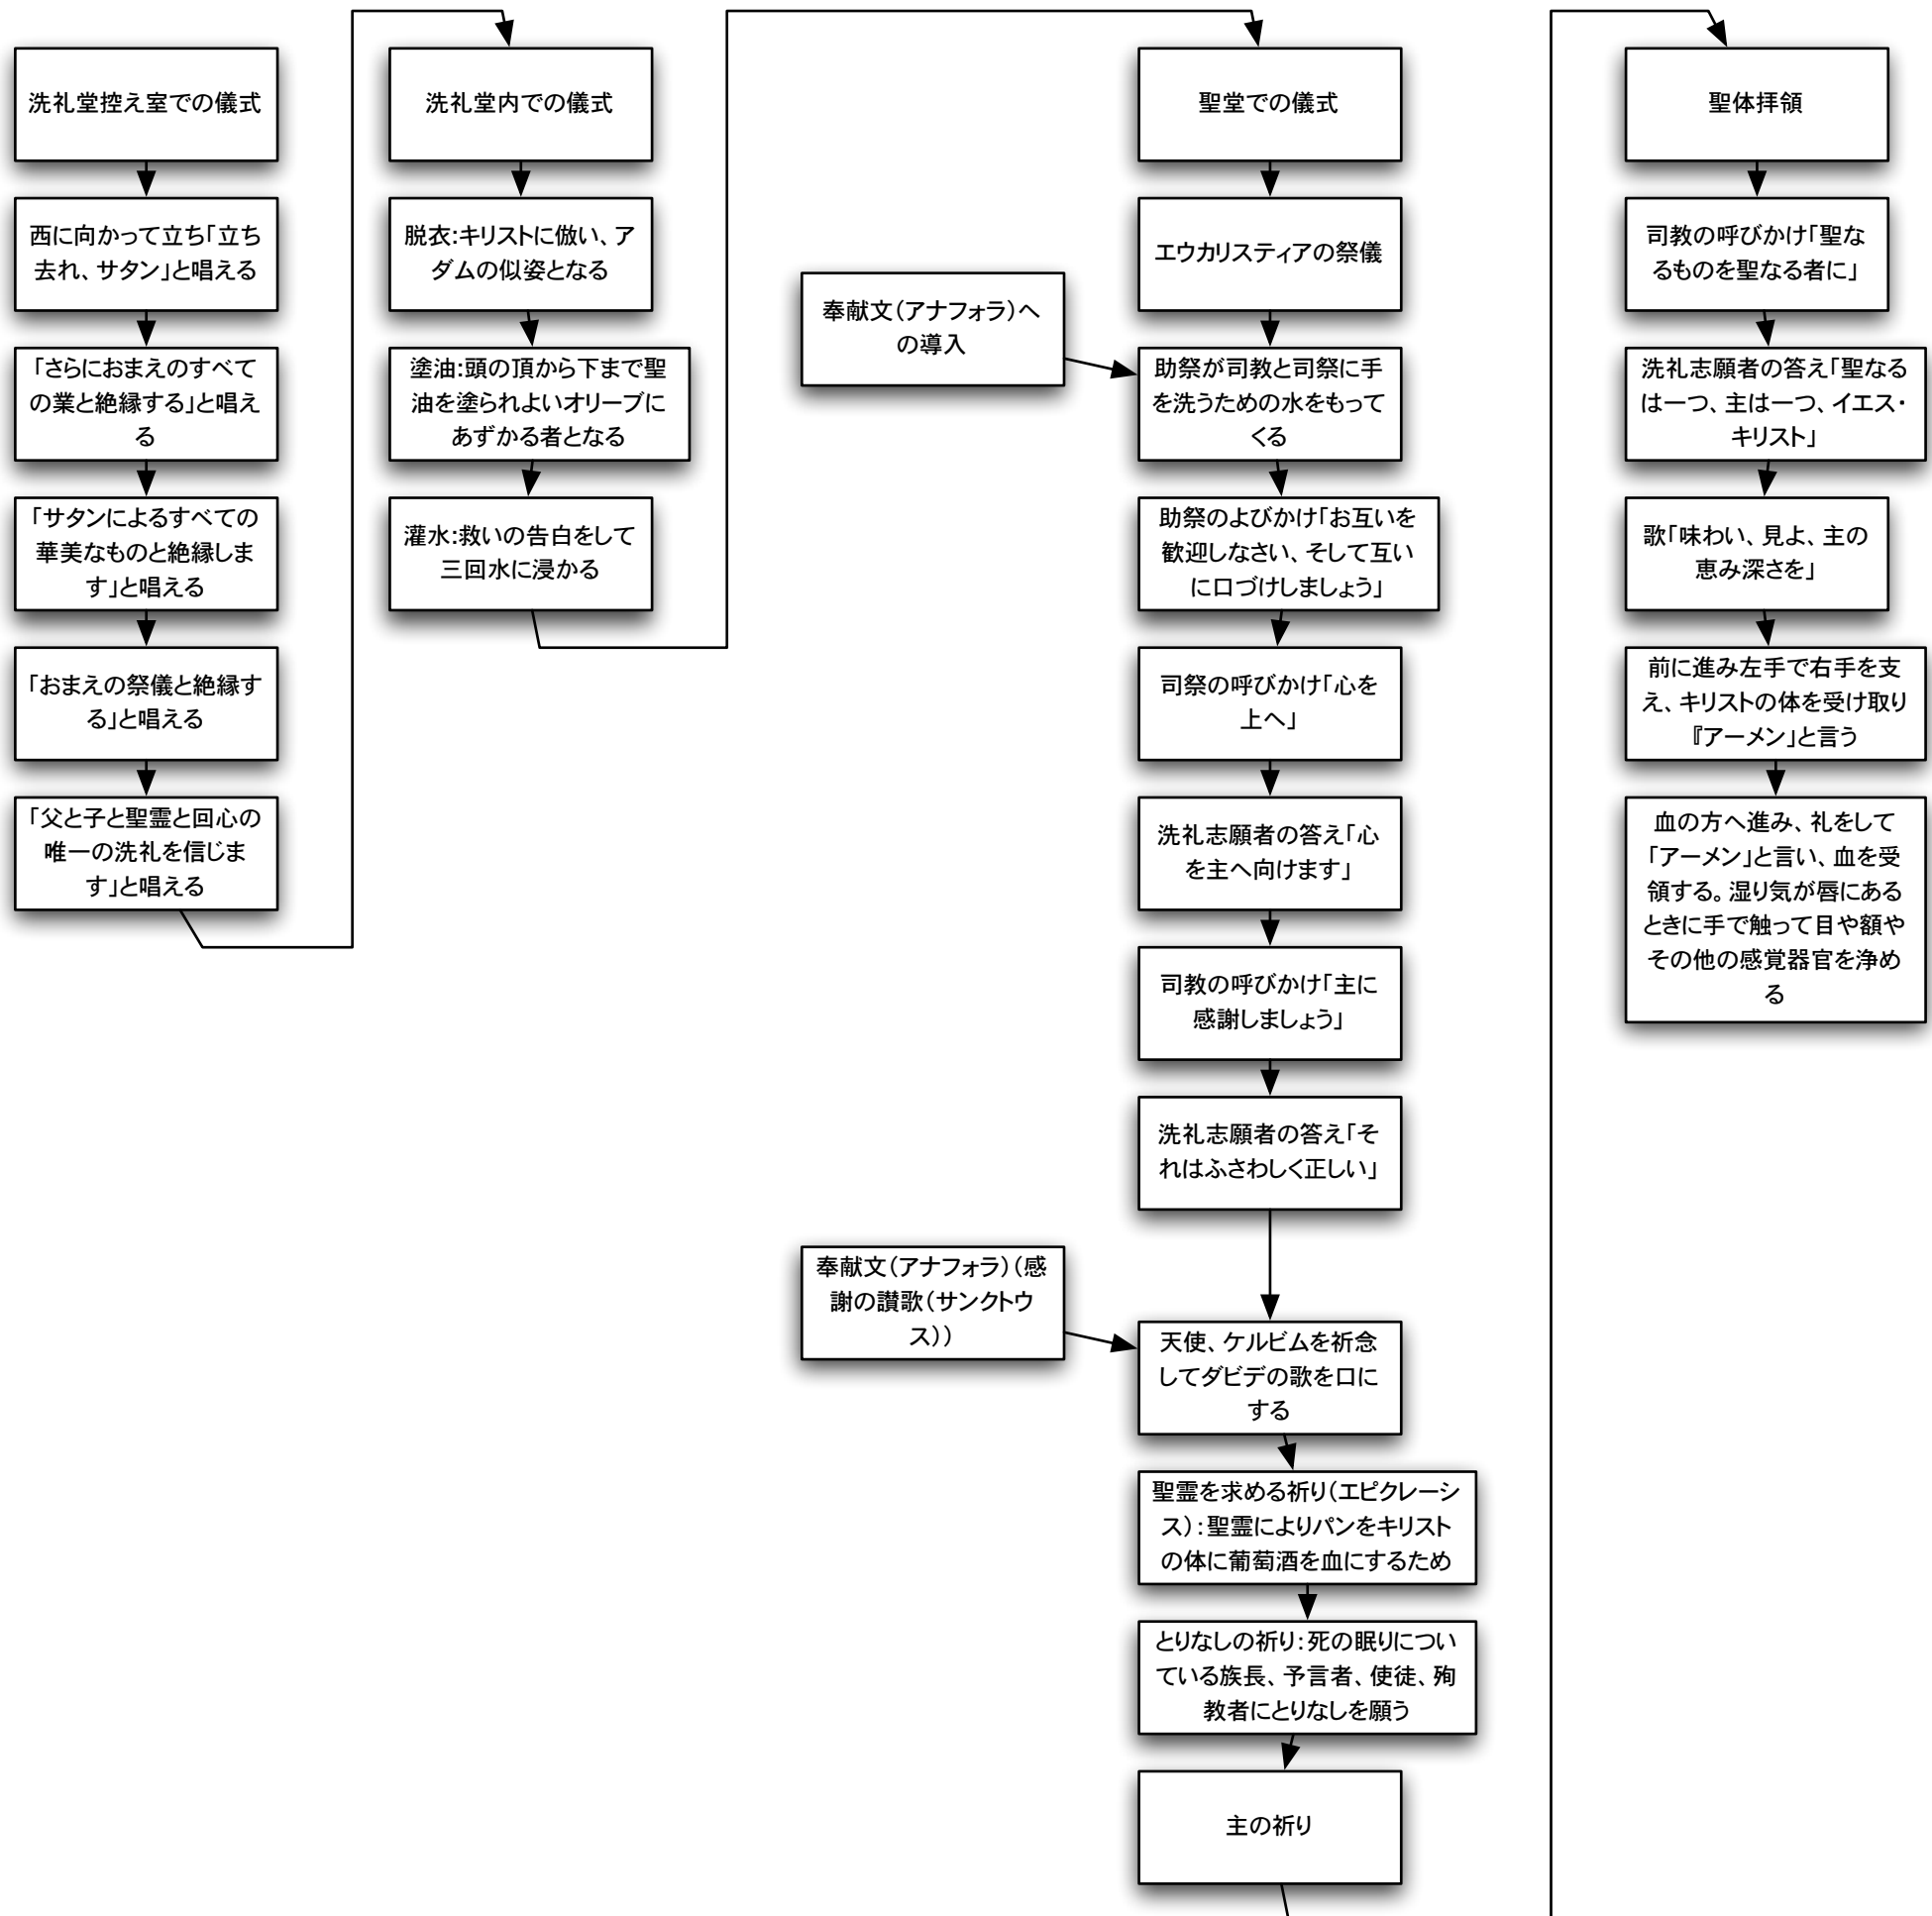 洗礼堂控え室での儀式
西に向かって立ち「立ち
去れ、サタン」と唱える
「さらにおまえのすべて
の業と絶縁する」と唱え
る
「サタンによるすべての
華美なものと絶縁しま
す」と唱える
「おまえの祭儀と絶縁す
る」と唱える
「父と子と聖霊と回心の
唯一の洗礼を信じま
す」と唱える
洗礼堂内での儀式
脱衣:キリストに倣い、ア
ダムの似姿となる
塗油:頭の頂から下まで聖
油を塗られよいオリーブに
あずかる者となる
灌水:救いの告白をして
三回水に浸かる
聖堂での儀式
エウカリスティアの祭儀
奉献文(アナフォラ)へ
の導入
助祭が司教と司祭に手
を洗うための水をもって
くる
助祭のよびかけ「お互いを
歓迎しなさい、そして互い
に口づけしましょう」
司祭の呼びかけ「心を
上へ」
洗礼志願者の答え「心
を主へ向けます」
司教の呼びかけ「主に
感謝しましょう」
洗礼志願者の答え「そ
れはふさわしく正しい」
奉献文(アナフォラ)(感
謝の讃歌(サンクトウ
ス))
天使、ケルビムを祈念
してダビデの歌を口に
する
聖霊を求める祈り(エピクレーシ
ス):聖霊によりパンをキリスト
の体に葡萄酒を血にするため
とりなしの祈り:死の眠りについ
ている族長、予言者、使徒、殉
教者にとりなしを願う
主の祈り
聖体拝領
司教の呼びかけ「聖な
るものを聖なる者に」
洗礼志願者の答え「聖なる
は一つ、主は一つ、イエス・
キリスト」
歌「味わい、見よ、主の
恵み深さを」
前に進み左手で右手を支
え、キリストの体を受け取り
『アーメン」と言う
血の方へ進み、礼をして
「アーメン」と言い、血を受
領する。湿り気が唇にある
ときに手で触って目や額や
その他の感覚器官を浄め
る